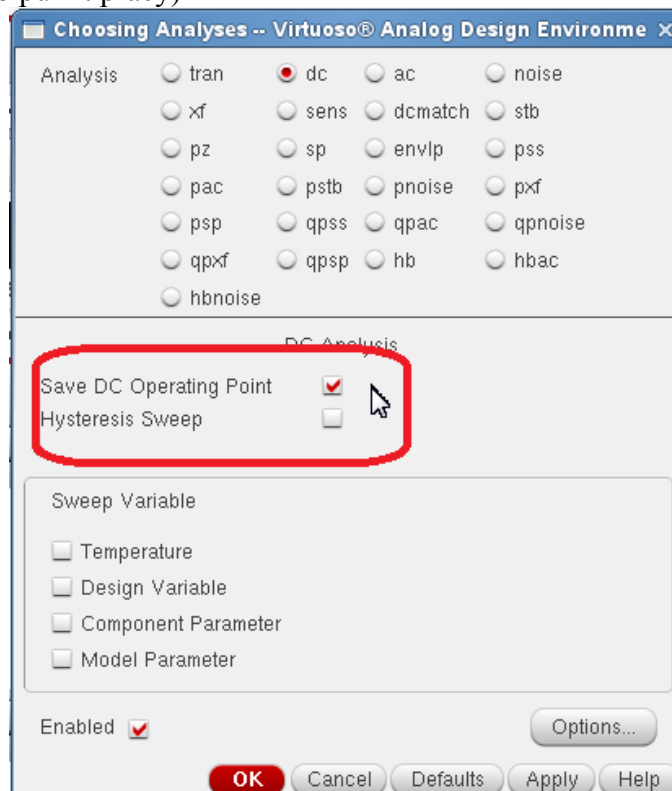 Choosing Analyses -- Virtuoso® Analog Design Environme
Analysis tran dc ac noise
xf sens dcmatch stb
pz sp envlp pss
pac pstb pnoise pxf
psp qpss qpac qpnoise
qpxf qpsp hb hbac
hbnoise
DC Analysis
Save DC Operating Point
Hysteresis Sweep
Sweep Variable
Temperature
Design Variable
Component Parameter
Model Parameter
Enabled Options...
OK Cancel Defaults Apply Help